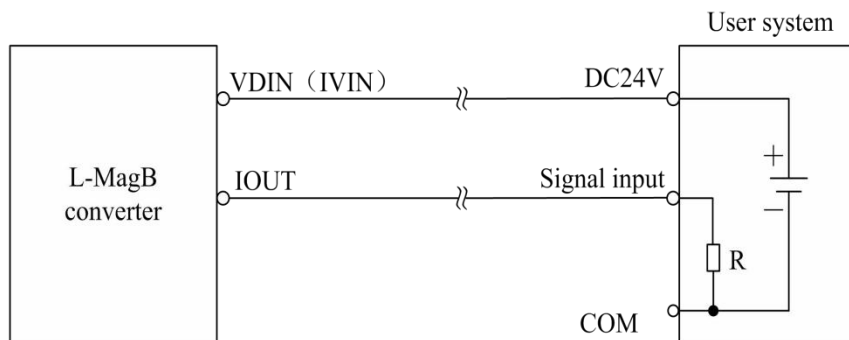 User system
VDIN（IVIN）
DC24V
L-MagB
converter
IOUT
Signal input
+
−
R
COM